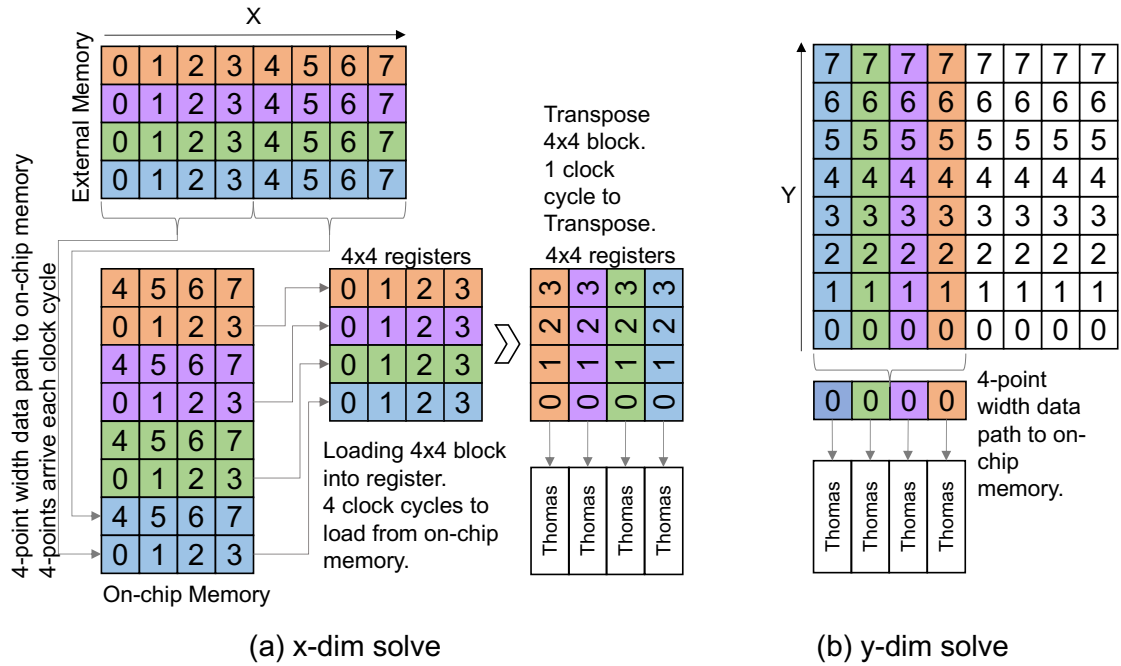 X
External Memory
0 1 2 3 4 5 6 7
0 1 2 3 4 5 6 7
0 1 2 3 4 5 6 7
0 1 2 3 4 5 6 7
4-point width data path to on-chip memory
4-points arrive each clock cycle
4 5 6 7
0 1 2 3
4 5 6 7
0 1 2 3
4 5 6 7
0 1 2 3
4 5 6 7
0 1 2 3
On-chip Memory
4x4 registers
0 1 2 3
0 1 2 3
0 1 2 3
0 1 2 3
Loading 4x4 block
into register.
4 clock cycles to
load from on-chip
memory.
Transpose
4x4 block.
1 clock
cycle to
Transpose.
4x4 registers
0 1 2 3
0 1 2 3
0 1 2 3
0 1 2 3
Thomas
Thomas
Thomas
Thomas
(a) x-dim solve
Y
7 7 7 7 7 7 7 7
6 6 6 6 6 6 6 6
5 5 5 5 5 5 5 5
4 4 4 4 4 4 4 4
3 3 3 3 3 3 3 3
2 2 2 2 2 2 2 2
1 1 1 1 1 1 1 1
0 0 0 0 0 0 0 0
0 0 0 0
4-point
width data
path to on-
chip
memory.
Thomas
Thomas
Thomas
Thomas
(b) y-dim solve